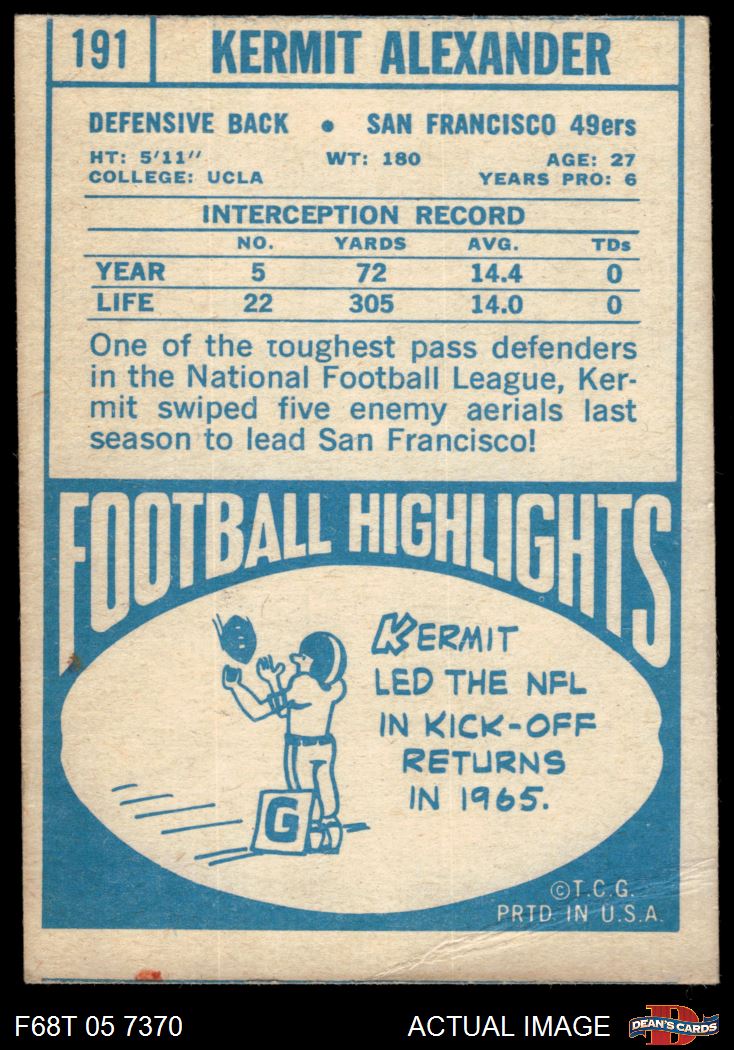 191 KERMIT ALEXANDER
DEFENSIVE BACK • SAN FRANCISCO 49ers
HT: 5'11" WT: 180 AGE: 27
COLLEGE: UCLA YEARS PRO: 6
INTERCEPTION RECORD
NO. YARDS AVG. TDs
YEAR 5 72 14.4 0
LIFE 22 305 14.0 0
One of the toughest pass defenders
in the National Football League, Ker-
mit swiped five enemy aerials last
season to lead San Francisco!
FOOTBALL HIGHLIGHTS
KERMIT
LED THE NFL
IN KICK-OFF
RETURNS
IN 1965.
G
©T.C.G.
PRTD IN U.S.A.
F68T 05 7370 ACTUAL IMAGE D DEAN'S CARDS